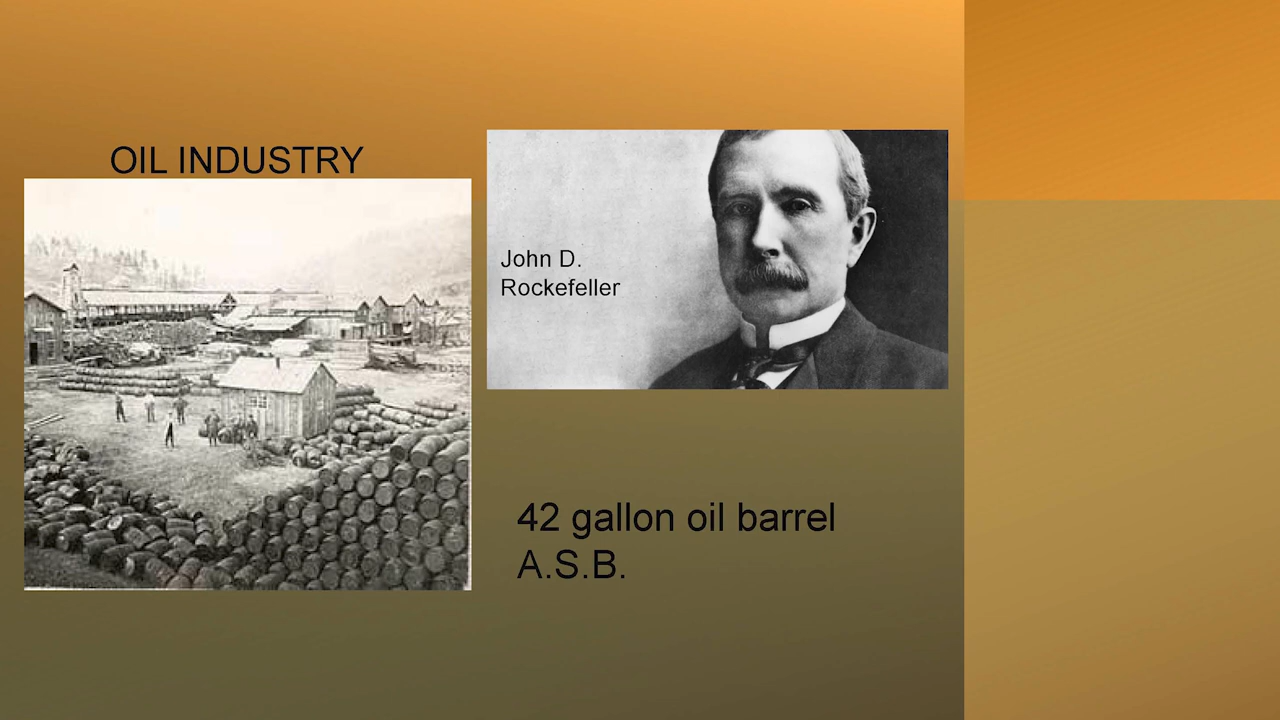 OIL INDUSTRY
John D.
Rockefeller
42 gallon oil barrel
A.S.B.